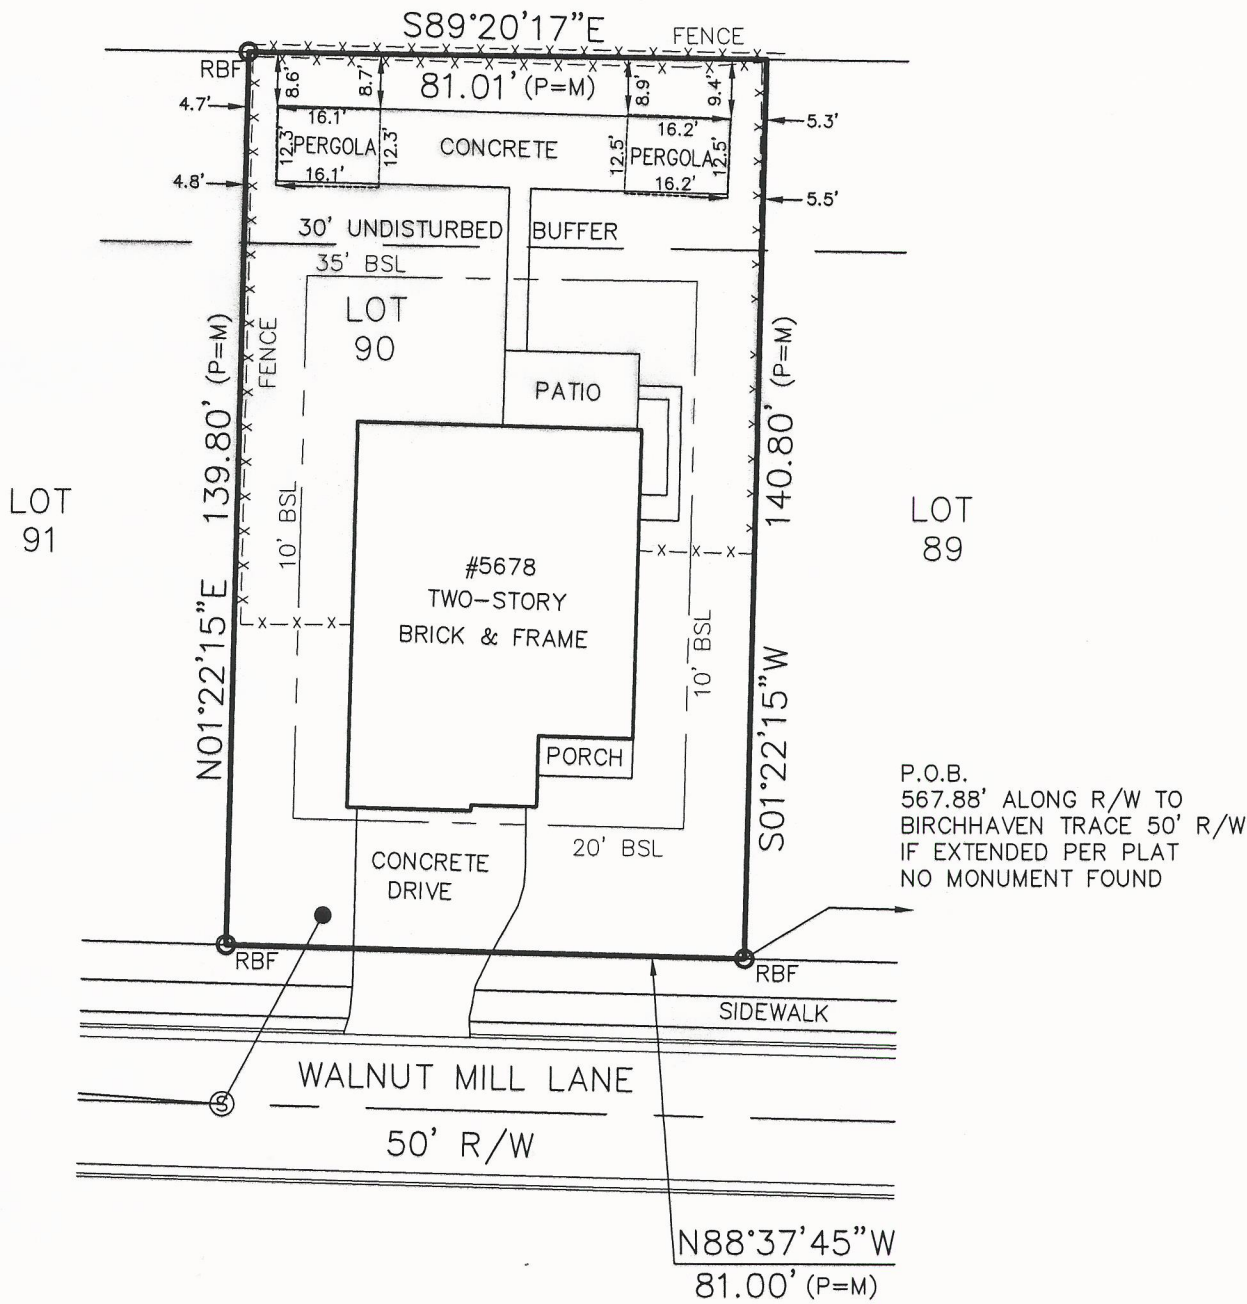 S89°20'17"E
FENCE
RBF
8.6'
8.7'
81.01' (P=M)
8.9'
9.4'
4.7'
5.3'
16.1'
16.2'
12.3'
PERGOLA
12.3'
CONCRETE
12.5'
PERGOLA
12.5'
16.1'
16.2'
4.8'
5.5'
30' UNDISTURBED BUFFER
35' BSL
LOT
90
FENCE
139.80' (P=M)
N01°22'15"E
140.80' (P=M)
S01°22'15"W
PATIO
LOT
91
LOT
89
10' BSL
#5678
TWO-STORY
BRICK & FRAME
10' BSL
PORCH
20' BSL
CONCRETE
DRIVE
P.O.B.
567.88' ALONG R/W TO
BIRCHHAVEN TRACE 50' R/W
IF EXTENDED PER PLAT
NO MONUMENT FOUND
RBF
RBF
SIDEWALK
WALNUT MILL LANE
S
50' R/W
N88°37'45"W
81.00' (P=M)